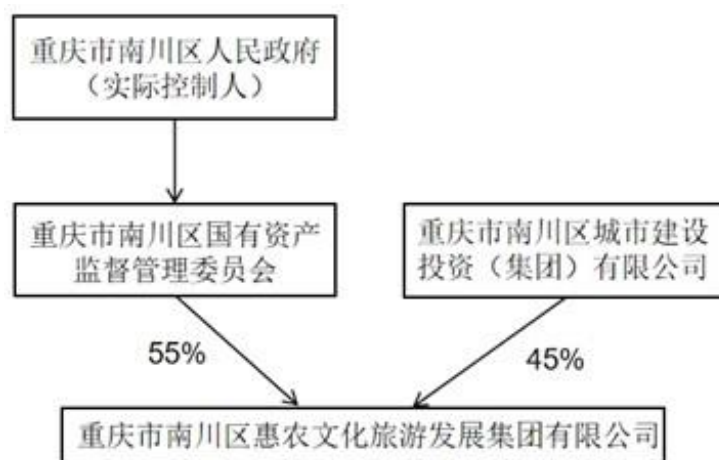 重庆市南川区人民政府
（实际控制人）
重庆市南川区国有资产
监督管理委员会
重庆市南川区城市建设
投资（集团）有限公司
55%
45%
重庆市南川区惠农文化旅游发展集团有限公司